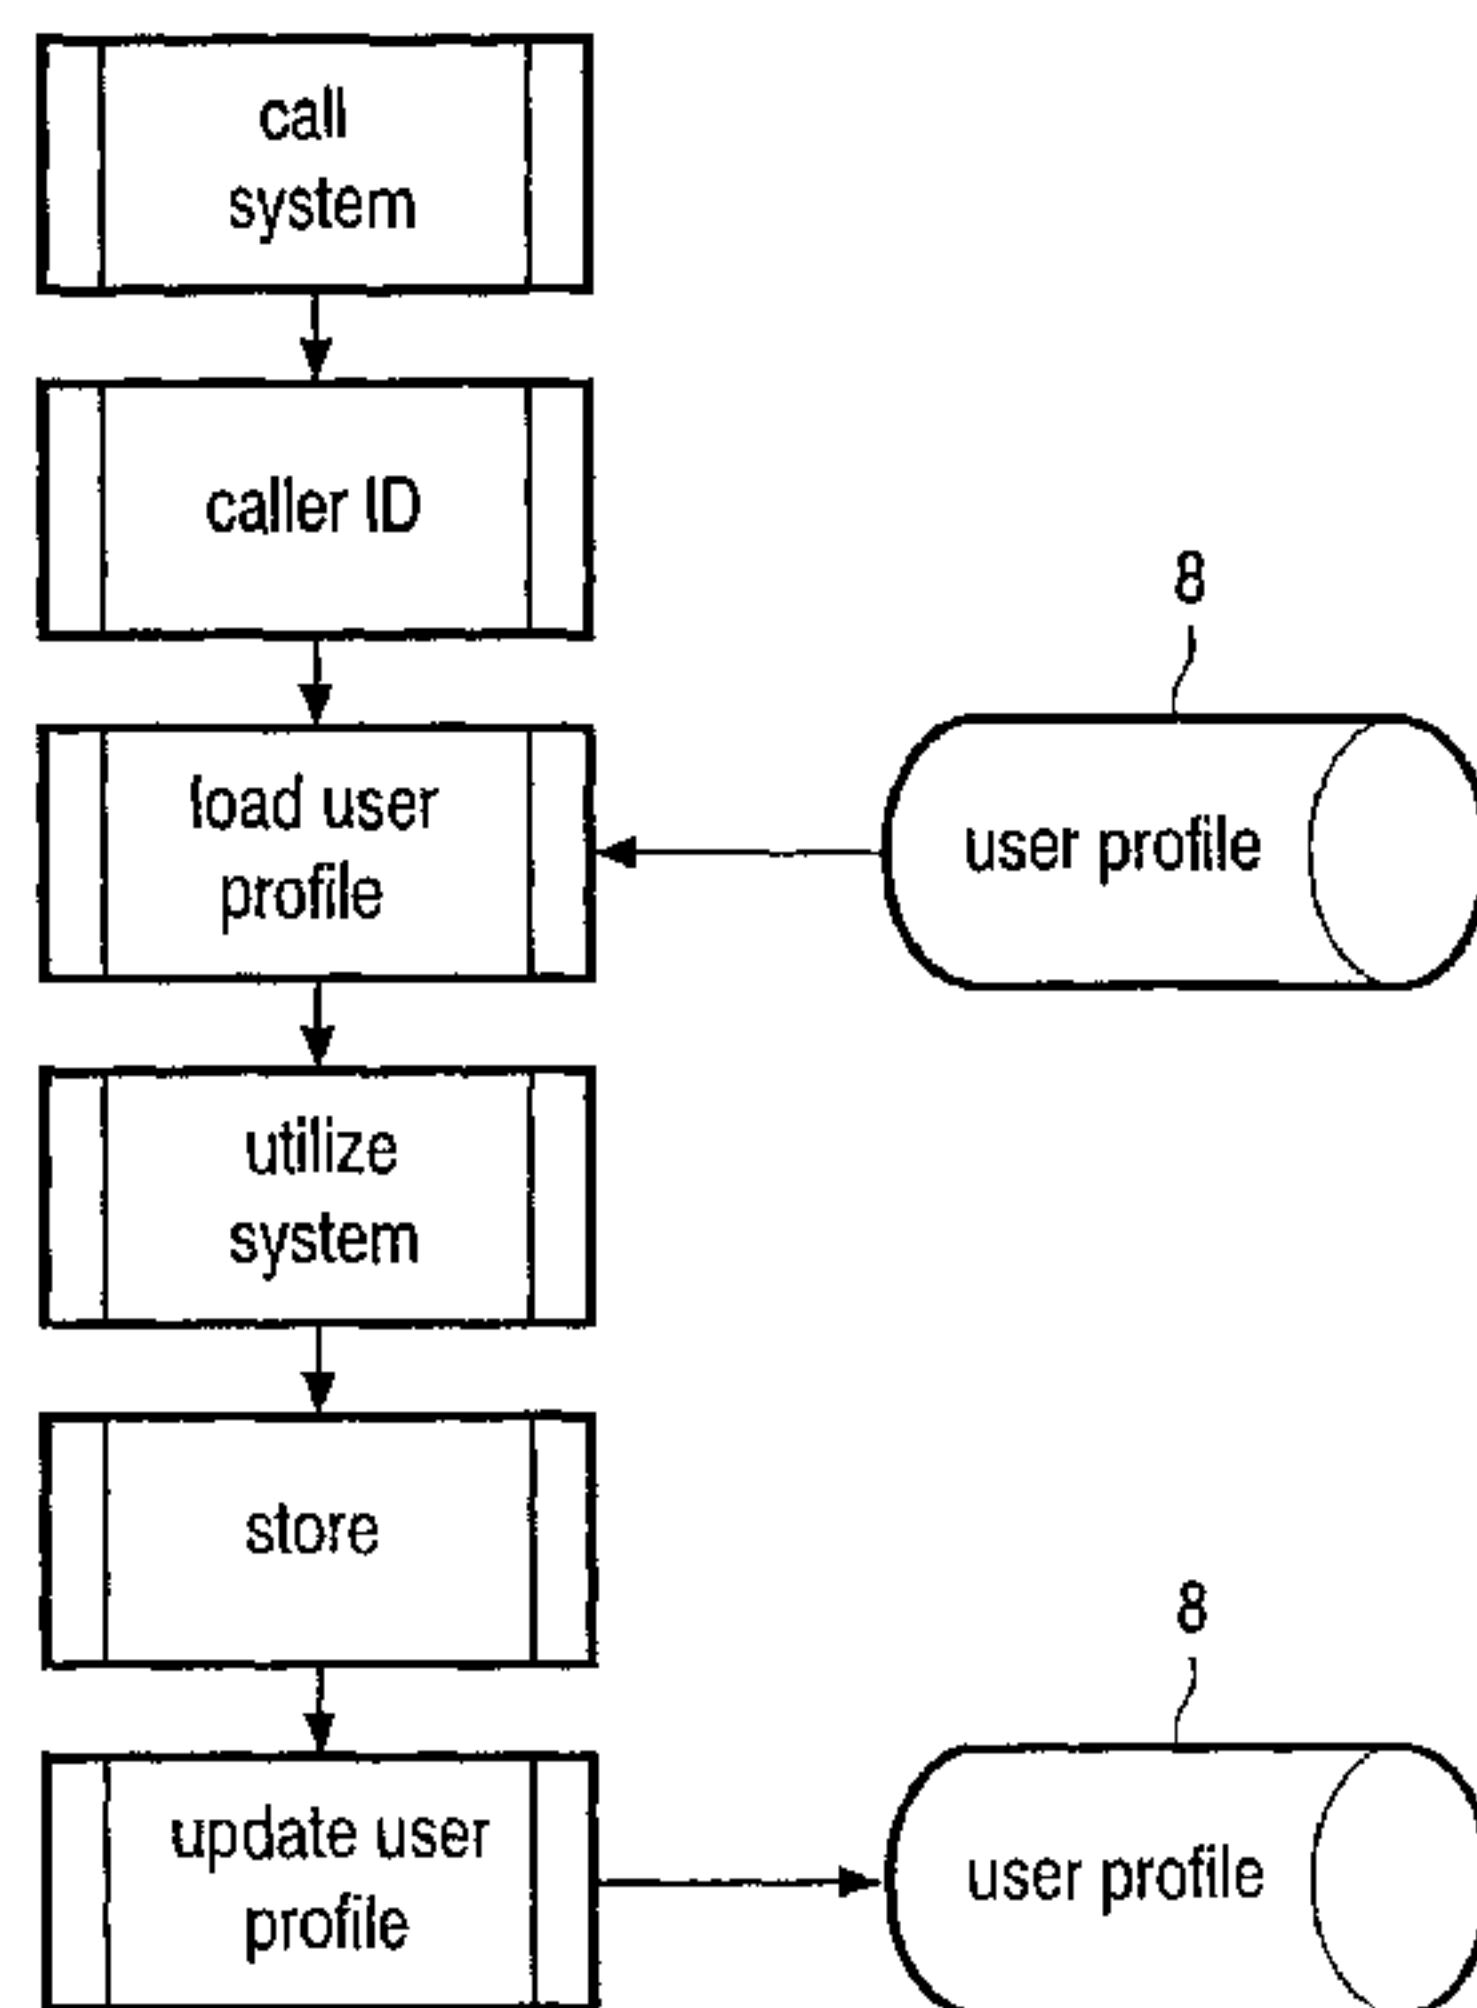 call
system
caller ID
8
load user
profile
user profile
utilize
system
store
8
update user
profile
user profile